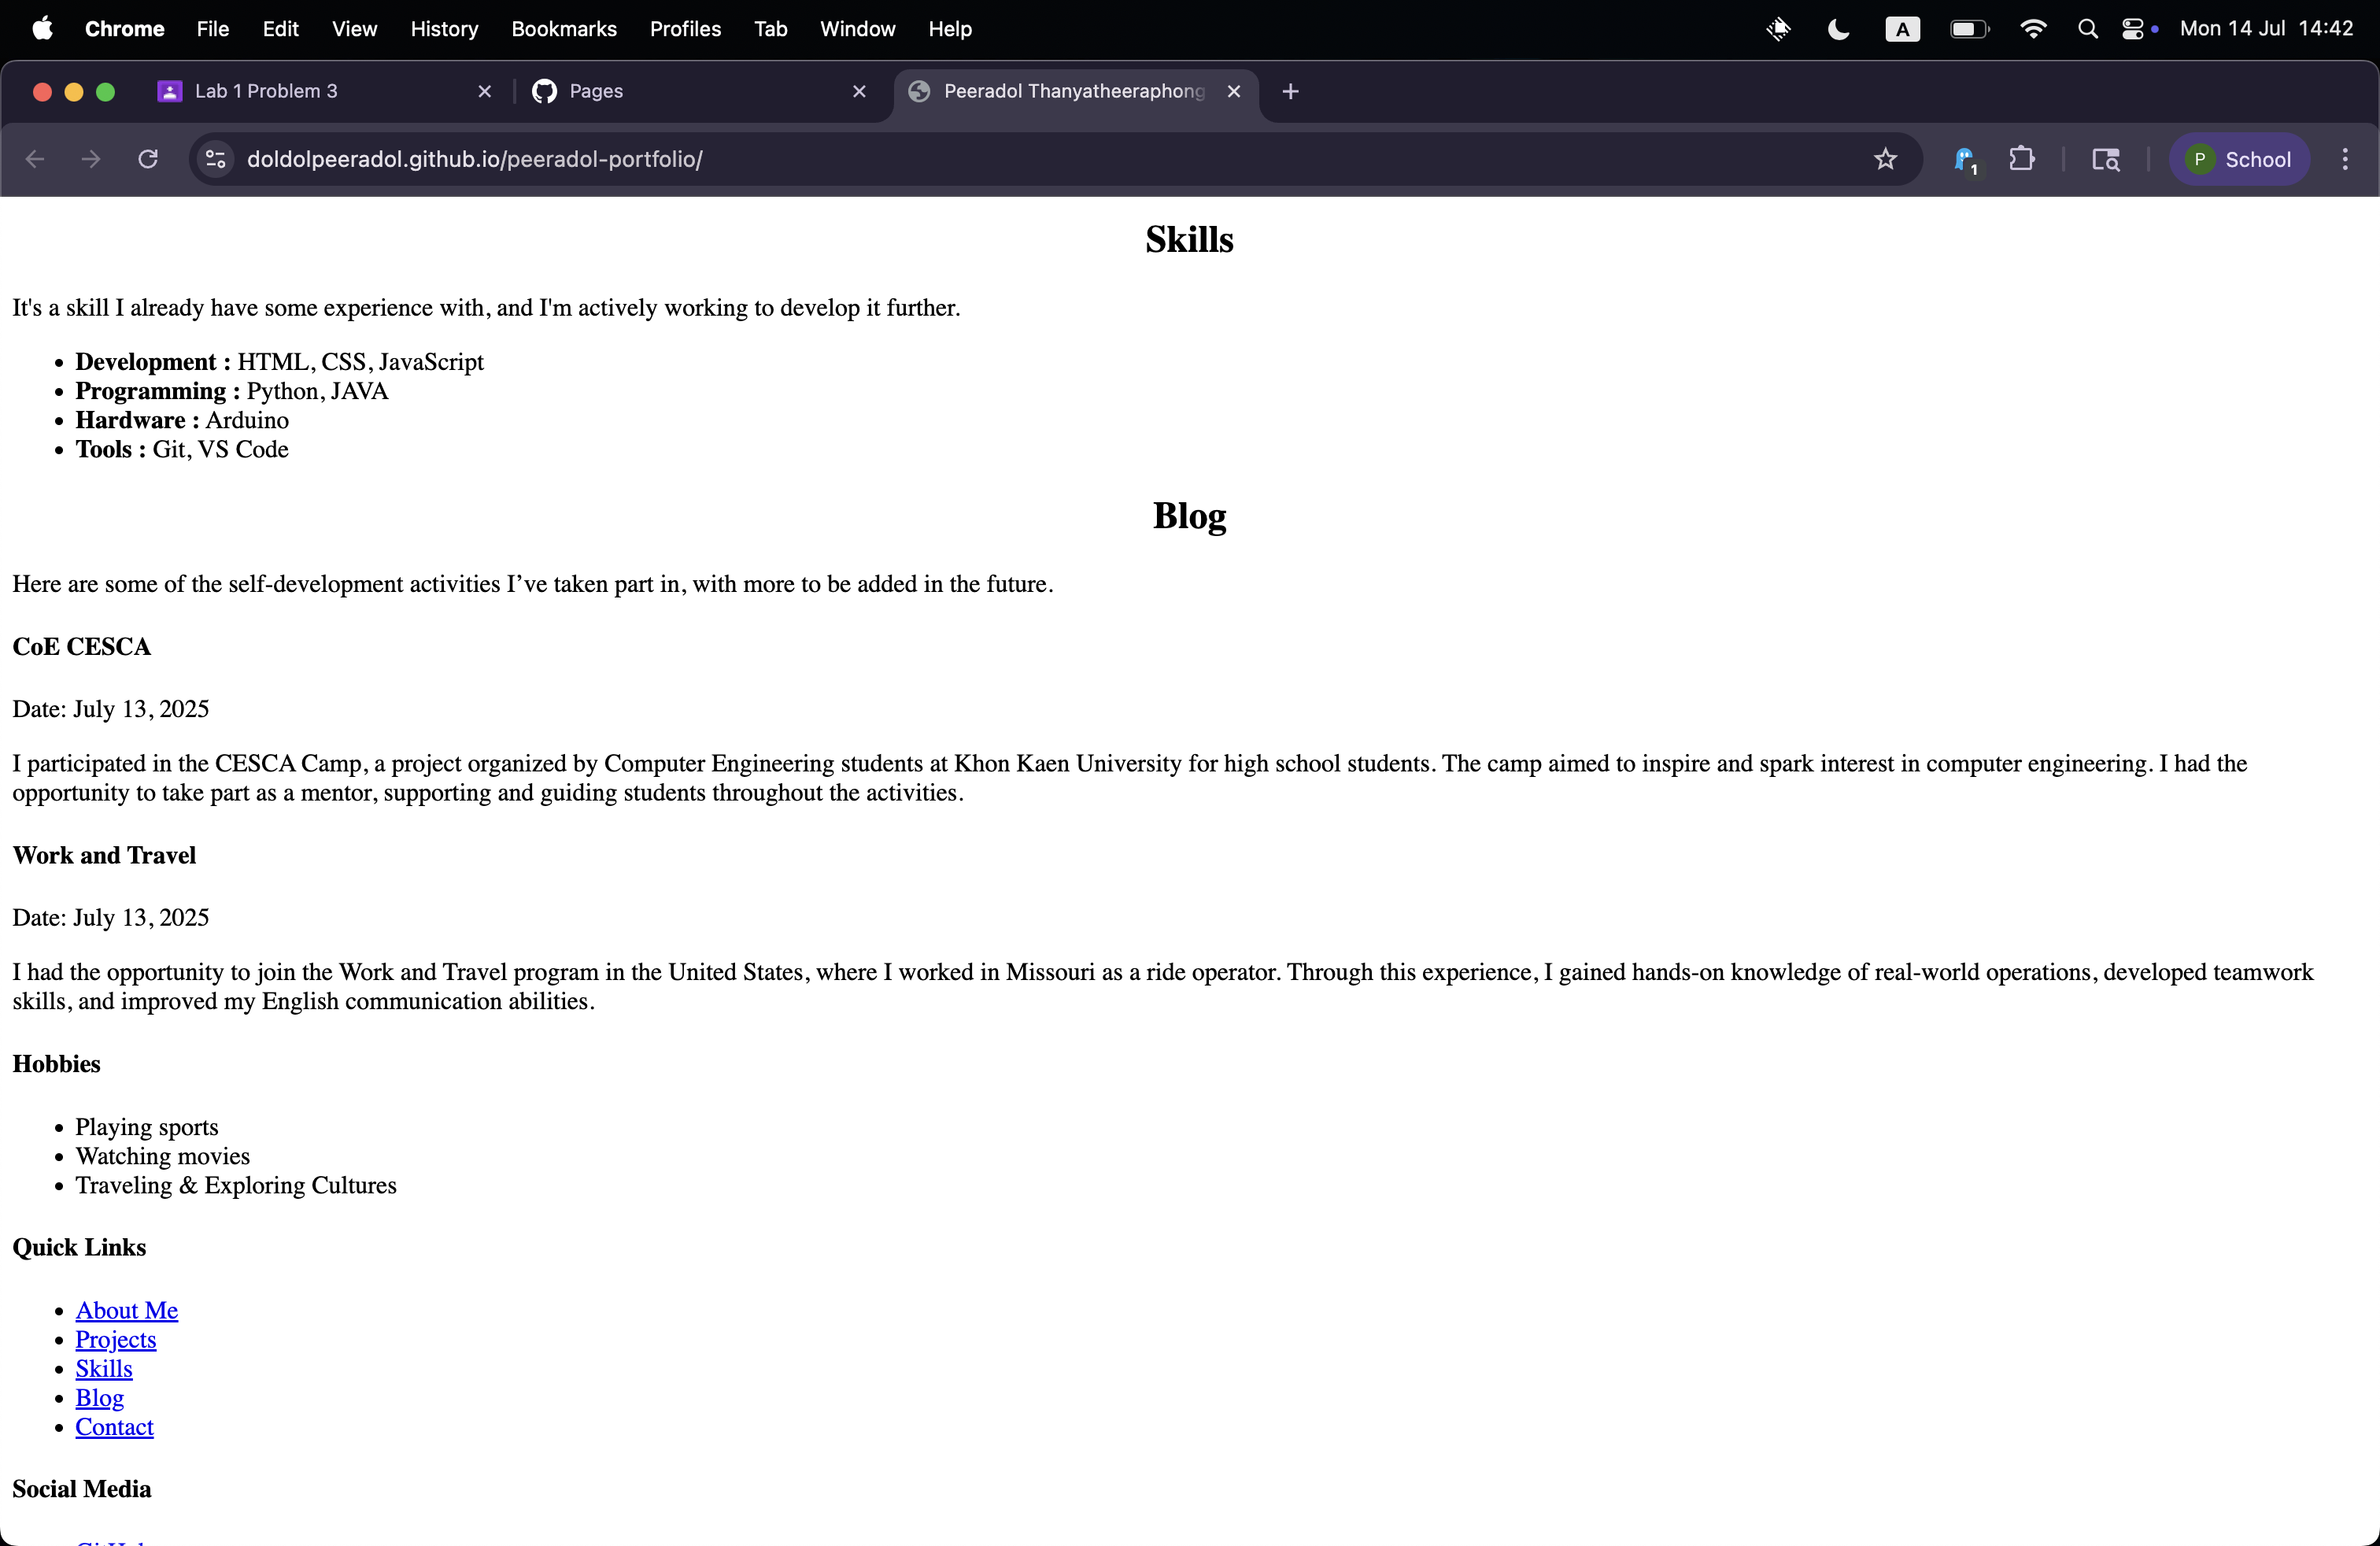 Chrome File Edit View History Bookmarks Profiles Tab Window Help A Mon 14 Jul 14:42
Lab 1 Problem 3 Pages Peeradol Thanyatheeraphong
doldolpeeradol.github.io/peeradol-portfolio/ 1 P School
Skills
It's a skill I already have some experience with, and I'm actively working to develop it further.
• Development : HTML, CSS, JavaScript
• Programming : Python, JAVA
• Hardware : Arduino
• Tools : Git, VS Code
Blog
Here are some of the self-development activities I’ve taken part in, with more to be added in the future.
CoE CESCA
Date: July 13, 2025
I participated in the CESCA Camp, a project organized by Computer Engineering students at Khon Kaen University for high school students. The camp aimed to inspire and spark interest in computer engineering. I had the
opportunity to take part as a mentor, supporting and guiding students throughout the activities.
Work and Travel
Date: July 13, 2025
I had the opportunity to join the Work and Travel program in the United States, where I worked in Missouri as a ride operator. Through this experience, I gained hands-on knowledge of real-world operations, developed teamwork
skills, and improved my English communication abilities.
Hobbies
• Playing sports
• Watching movies
• Traveling & Exploring Cultures
Quick Links
• About Me
• Projects
• Skills
• Blog
• Contact
Social Media